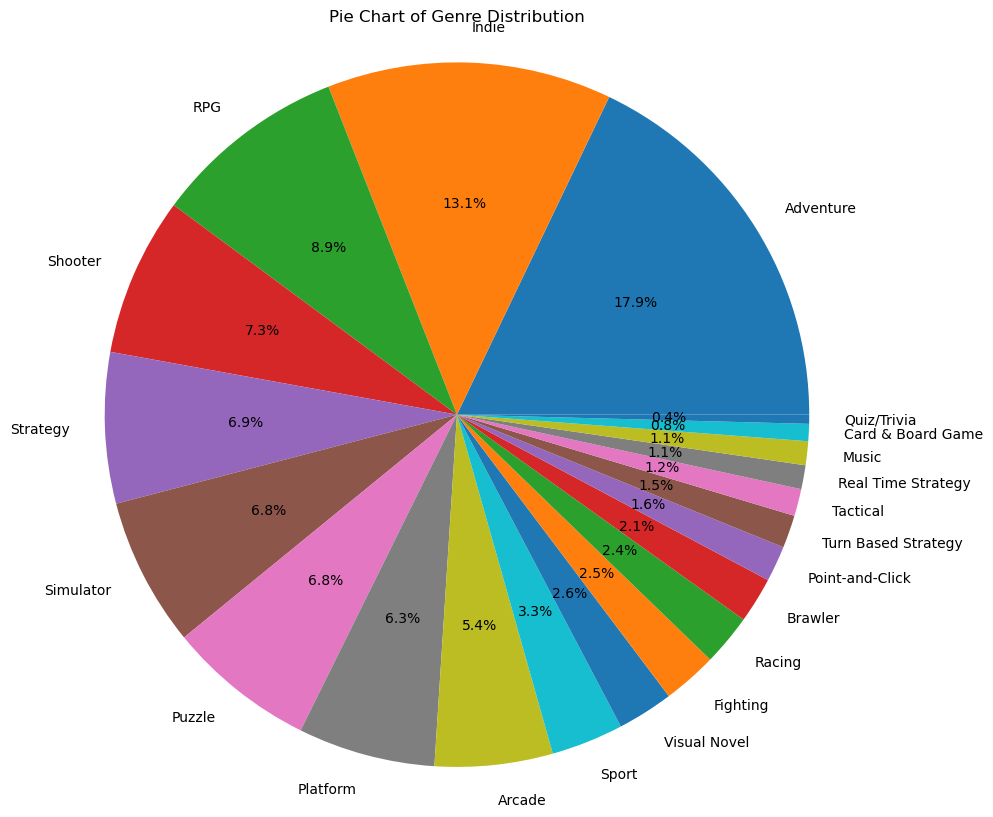 Pie Chart of Genre Distribution
Indie
RPG
Adventure
Shooter
Strategy
Simulator
Puzzle
Platform
Arcade
Sport
Visual Novel
Fighting
Racing
Brawler
Point-and-Click
Turn Based Strategy
Tactical
Real Time Strategy
Music
Card & Board Game
Quiz/Trivia
17.9%
13.1%
8.9%
7.3%
6.9%
6.8%
6.8%
6.3%
5.4%
3.3%
2.6%
2.5%
2.4%
2.1%
1.6%
1.5%
1.2%
1.1%
1.1%
0.8%
0.4%